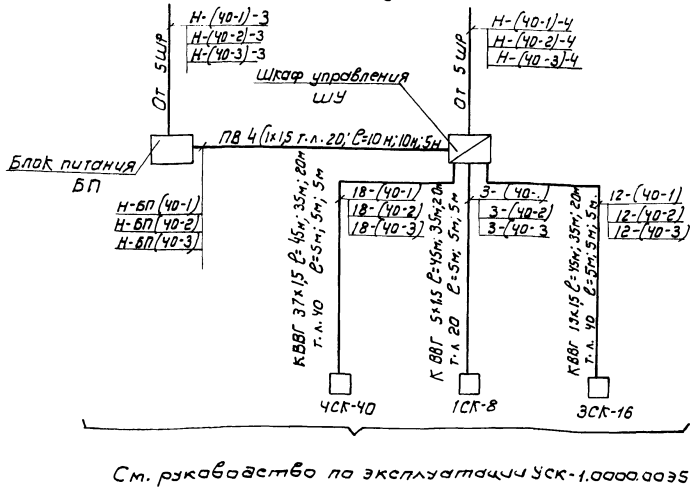 Н-(40-1)-3
Н-(40-2)-3
Н-(40-3)-3
От 5ШР
Н-(40-1)-4
Н-(40-2)-4
Н-(40-3)-4
От 5ШР
Шкаф управления
ШУ
ПВ 4 (1х1,5 т.л. 20; ℓ=10м; 10м; 5м
Блок питания
БП
Н-БП(40-1)
Н-БП(40-2)
Н-БП(40-3)
КВВГ 37х1,5 ℓ=45м; 35м; 20м
т.л. 40 ℓ=5м; 5м; 5м
18-(40-1)
18-(40-2)
18-(40-3)
КВВГ 5х1.5 ℓ=45м; 35м; 20м
т.л 20 ℓ=5м; 5м; 5м
3-(40-.)
3-(40-2)
3-(40-3
КВВГ 19х1.5 ℓ=45м; 35м; 20м
т.л. 40 ℓ=5м; 5м; 5м.
12-(40-1)
12-(40-2)
12-(40-3)
4СК-40
1СК-8
3СК-16
См. руководство по эксплуатации УСК-1.0000.00ЭБ